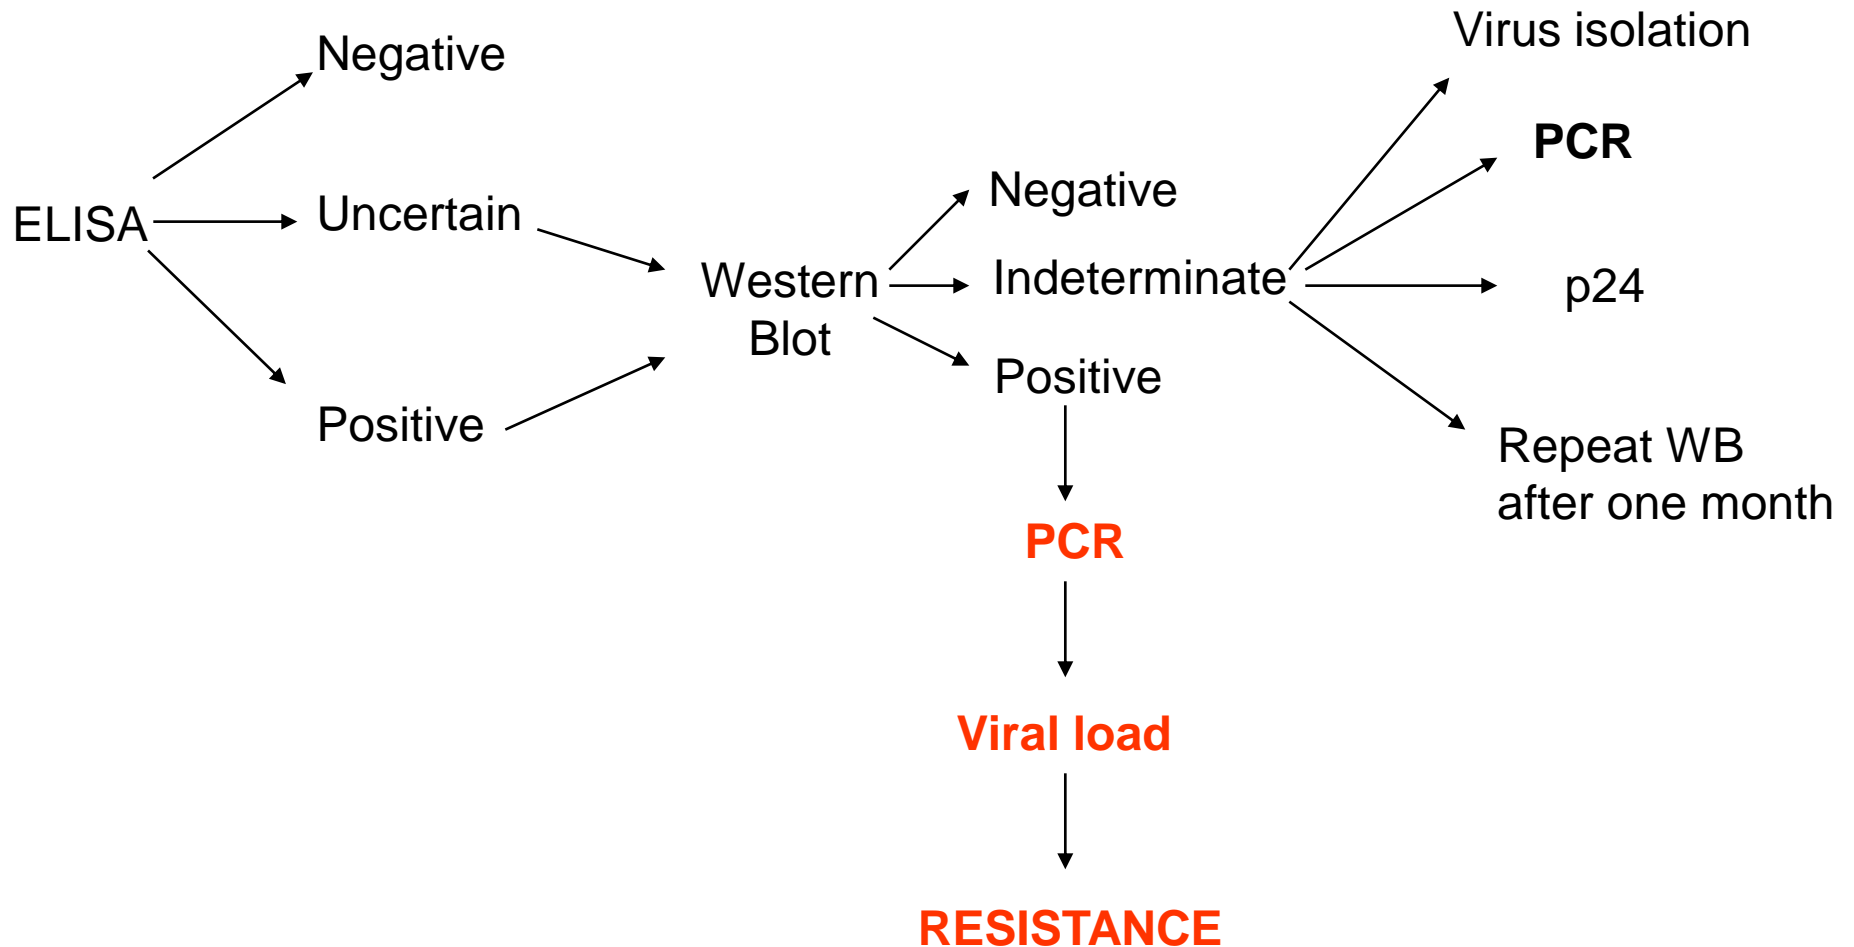 Negative
Uncertain
ELISA
Positive
Western
Blot
Negative
Indeterminate
Positive
Virus isolation
PCR
p24
Repeat WB
after one month
PCR
Viral load
RESISTANCE